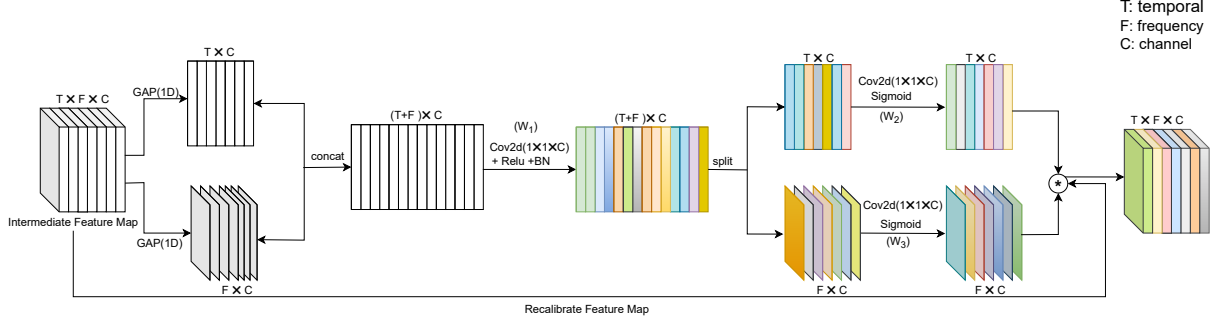 T: temporal
F: frequency
C: channel
T × C
GAP(1D)
T × F × C
Intermediate Feature Map
GAP(1D)
F × C
concat
(T+F )× C
(W1)
Cov2d(1×1×C)
+ Relu +BN
(T+F )× C
split
T × C
Cov2d(1×1×C)
Sigmoid
(W2)
T × C
F × C
Cov2d(1×1×C)
Sigmoid
(W3)
F × C
*
T × F × C
Recalibrate Feature Map